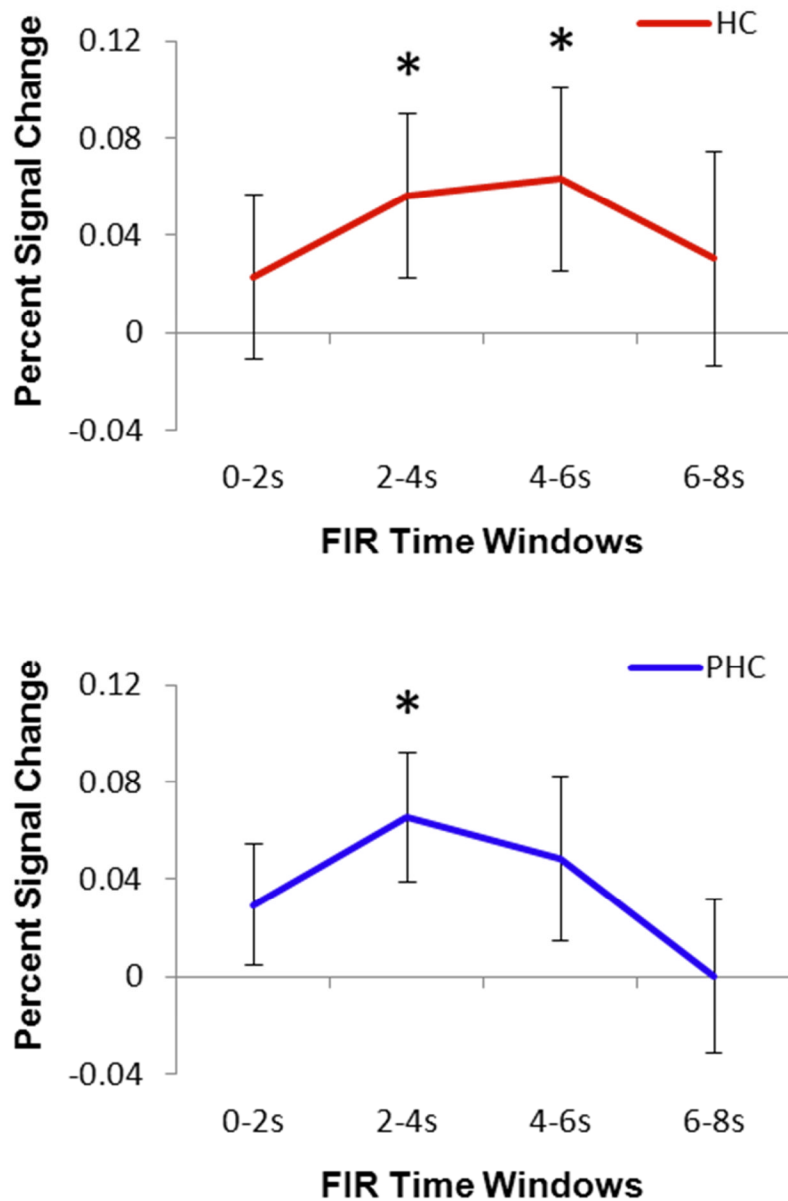 HC
0.12
*
*
0.08
0.04
0
-0.04
Percent Signal Change
0-2s 2-4s 4-6s 6-8s
FIR Time Windows
PHC
0.12
*
0.08
0.04
0
-0.04
Percent Signal Change
0-2s 2-4s 4-6s 6-8s
FIR Time Windows